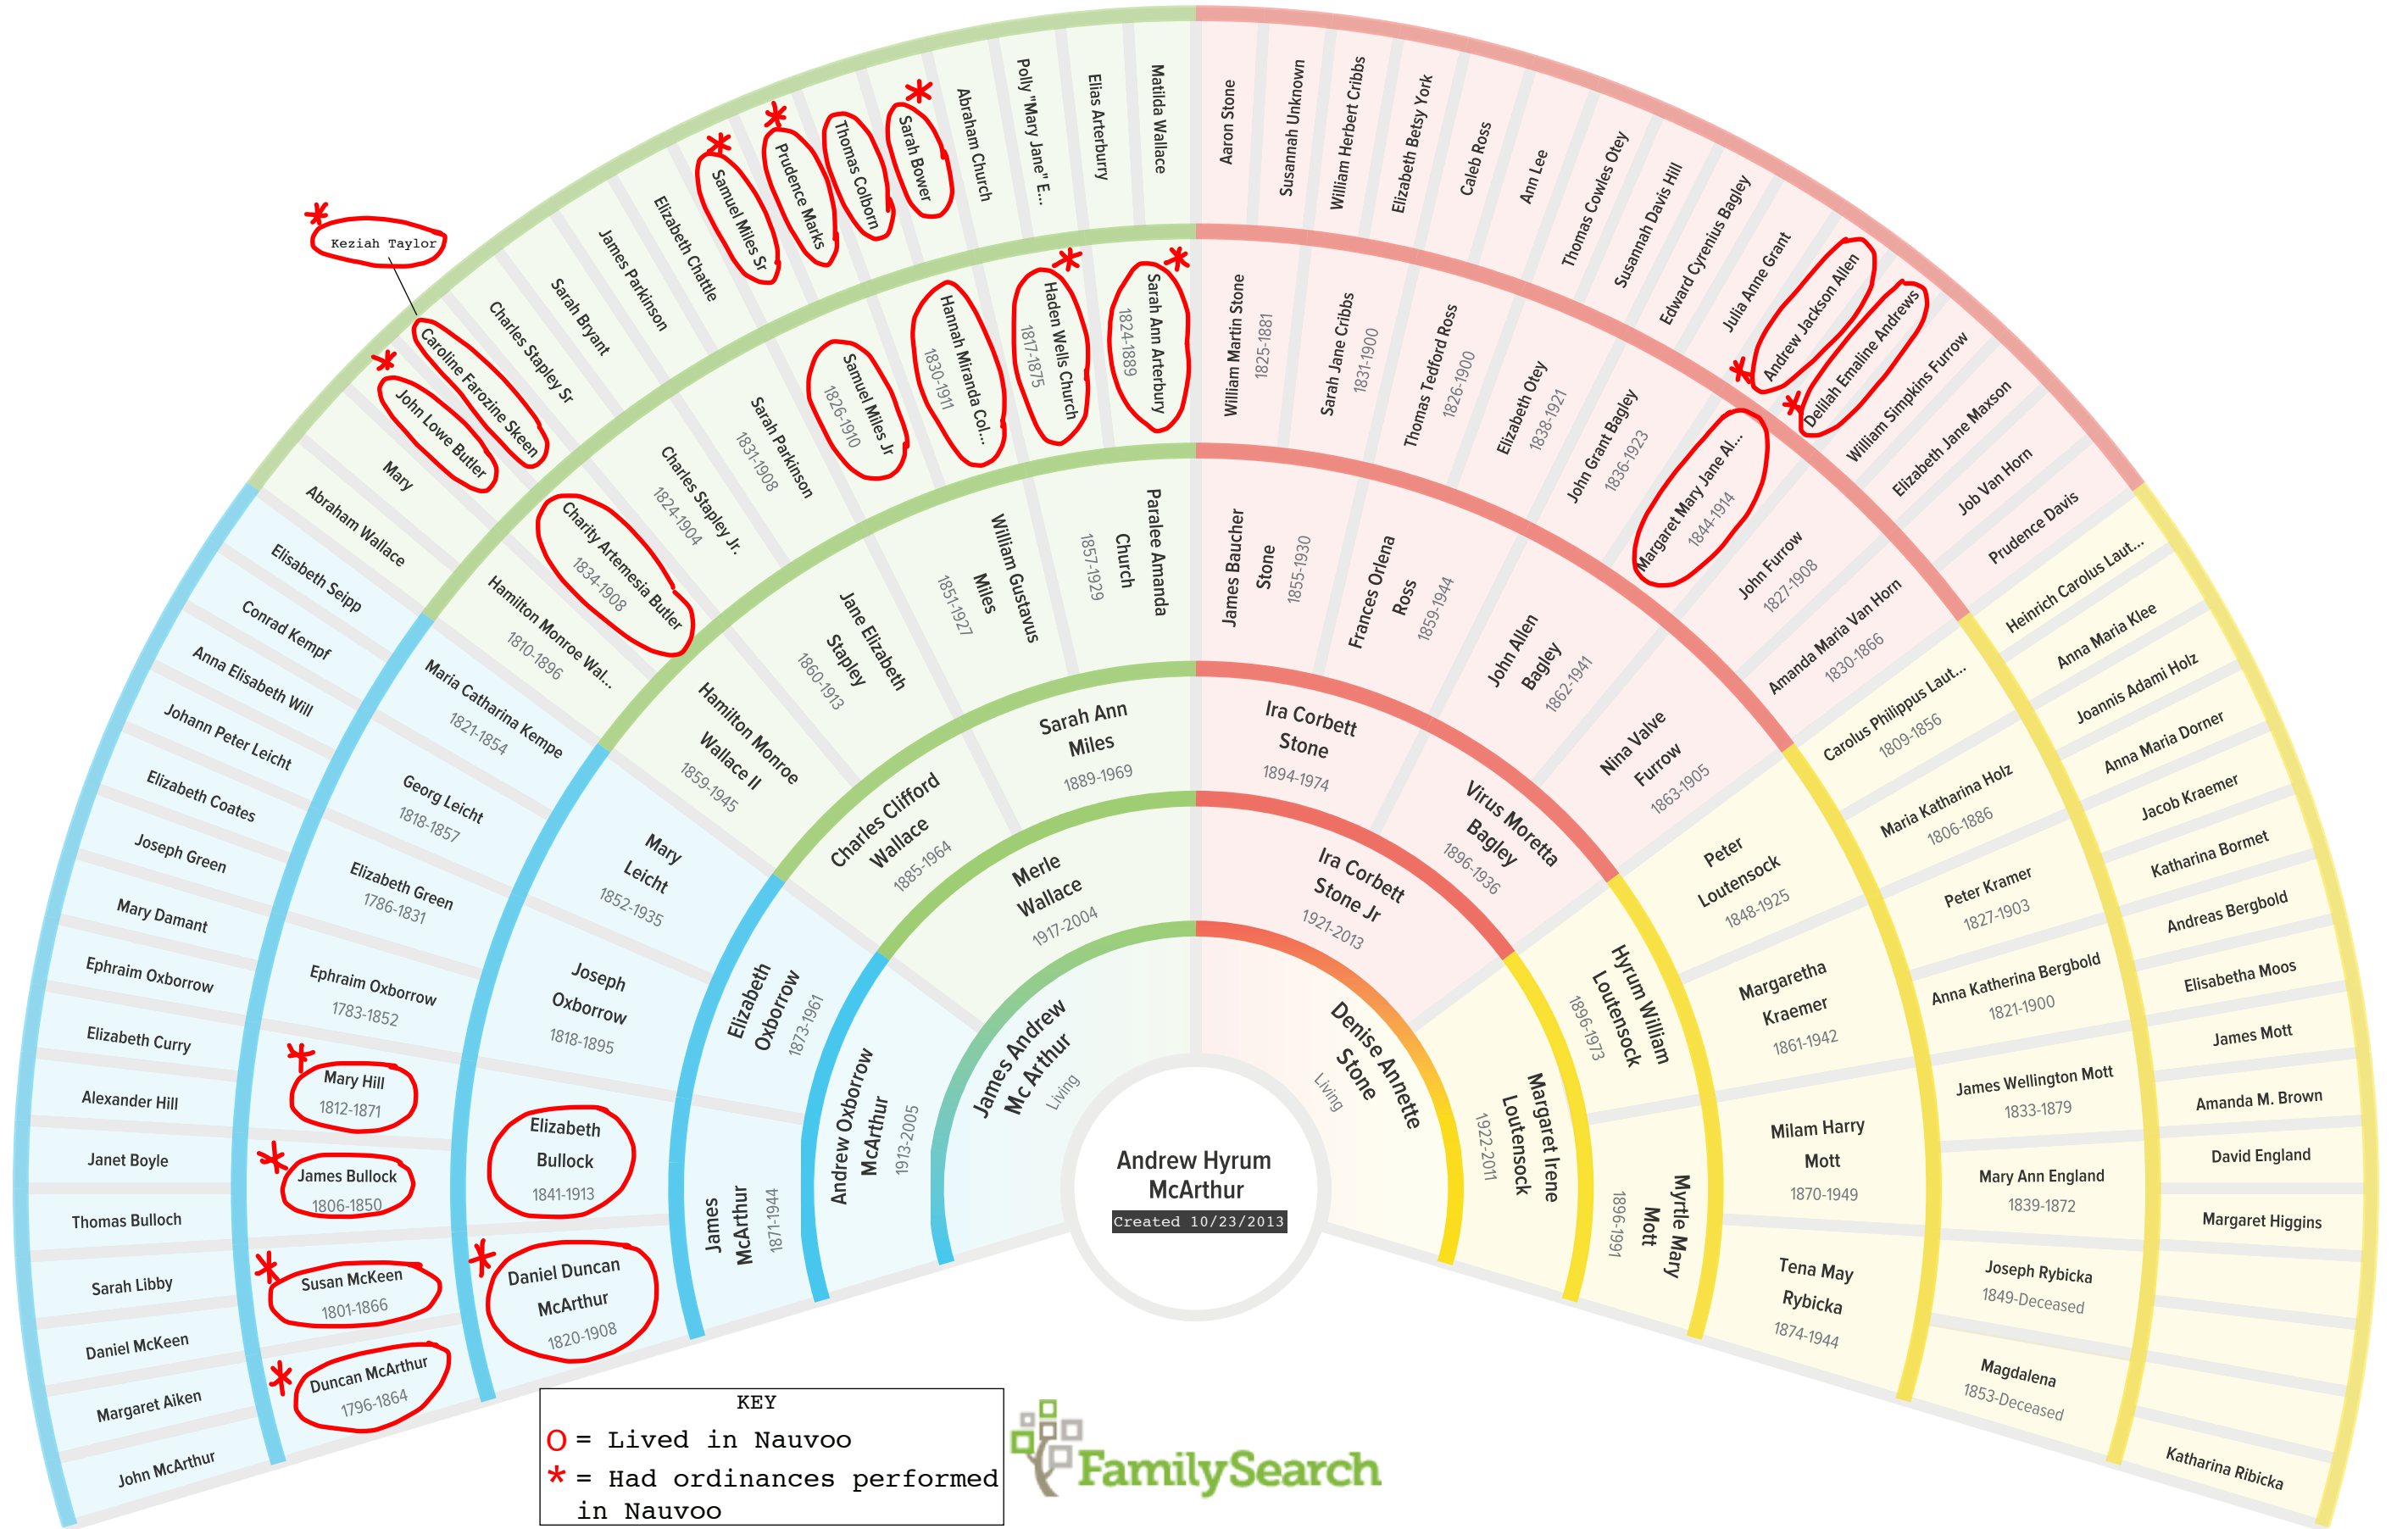 Andrew Hyrum
McArthur
Created 10/23/2013
James Andrew
Mc Arthur
Living
Denise Annette
Stone
Living
Andrew Oxborrow
McArthur
1913-2005
Merle
Wallace
1917-2004
Ira Corbett
Stone Jr
1921-2013
Margaret Irene
Loutensock
1922-2011
James
McArthur
1871-1944
Elizabeth
Oxborrow
1873-1961
Charles Clifford
Wallace
1885-1964
Sarah Ann
Miles
1889-1969
Ira Corbett
Stone
1894-1974
Virus Moretta
Bagley
1896-1936
Hyrum William
Loutensock
1896-1973
Myrtle Mary
Mott
1896-1991
Daniel Duncan
McArthur
1820-1908
Elizabeth
Bullock
1841-1913
Joseph
Oxborrow
1818-1895
Mary
Leicht
1852-1935
Hamilton Monroe
Wallace II
1859-1945
Jane Elizabeth
Stapley
1860-1913
William Gustavus
Miles
1851-1927
Paralee Amanda
Church
1857-1929
James Baucher
Stone
1855-1930
Frances Orlena
Ross
1859-1944
John Allen
Bagley
1862-1941
Nina Valve
Furrow
1863-1905
Peter
Loutensock
1848-1925
Margaretha
Kraemer
1861-1942
Milam Harry
Mott
1870-1949
Tena May
Rybicka
1874-1944
Duncan McArthur
1796-1864
Susan McKeen
1801-1866
James Bullock
1806-1850
Mary Hill
1812-1871
Ephraim Oxborrow
1783-1852
Elizabeth Green
1786-1831
Georg Leicht
1818-1857
Maria Catharina Kempe
1821-1854
Hamilton Monroe Wal...
1810-1896
Charity Artemesia Butler
1834-1908
Charles Stapley Jr.
1824-1904
Sarah Parkinson
1831-1908
Samuel Miles Jr
1826-1910
Hannah Miranda Col...
1830-1911
Haden Wells Church
1817-1875
Sarah Ann Arterbury
1824-1889
William Martin Stone
1825-1881
Sarah Jane Cribbs
1831-1900
Thomas Tedford Ross
1826-1900
Elizabeth Otey
1838-1921
John Grant Bagley
1836-1923
Margaret Mary Jane Al...
1844-1914
John Furrow
1827-1908
Amanda Maria Van Horn
1830-1866
Carolus Philippus Laut...
1809-1856
Maria Katharina Holz
1806-1886
Peter Kramer
1827-1903
Anna Katherina Bergbold
1821-1900
James Wellington Mott
1833-1879
Mary Ann England
1839-1872
Joseph Rybicka
1849-Deceased
Magdalena
1853-Deceased
John McArthur
Margaret Aiken
Daniel McKeen
Sarah Libby
Thomas Bulloch
Janet Boyle
Alexander Hill
Elizabeth Curry
Ephraim Oxborrow
Mary Damant
Joseph Green
Elizabeth Coates
Johann Peter Leicht
Anna Elisabeth Will
Conrad Kempf
Elisabeth Seipp
Abraham Wallace
Mary
John Lowe Butler
Caroline Farozine Skeen
Keziah Taylor
Charles Stapley Sr
Sarah Bryant
James Parkinson
Elizabeth Chattle
Samuel Miles Sr
Prudence Marks
Thomas Colborn
Sarah Bower
Abraham Church
Polly "Mary Jane" E...
Elias Arterburry
Matilda Wallace
Aaron Stone
Susannah Unknown
William Herbert Cribbs
Elizabeth Betsy York
Caleb Ross
Ann Lee
Thomas Cowles Otey
Susannah Davis Hill
Edward Cyrenius Bagley
Julia Anne Grant
Andrew Jackson Allen
Delilah Emaline Andrews
William Simpkins Furrow
Elizabeth Jane Maxson
Job Van Horn
Prudence Davis
Heinrich Carolus Laut...
Anna Maria Klee
Joannis Adami Holz
Anna Maria Dorner
Jacob Kraemer
Katharina Bormet
Andreas Bergbold
Elisabetha Moos
James Mott
Amanda M. Brown
David England
Margaret Higgins
Katharina Ribicka
KEY
O = Lived in Nauvoo
* = Had ordinances performed
in Nauvoo
FamilySearch